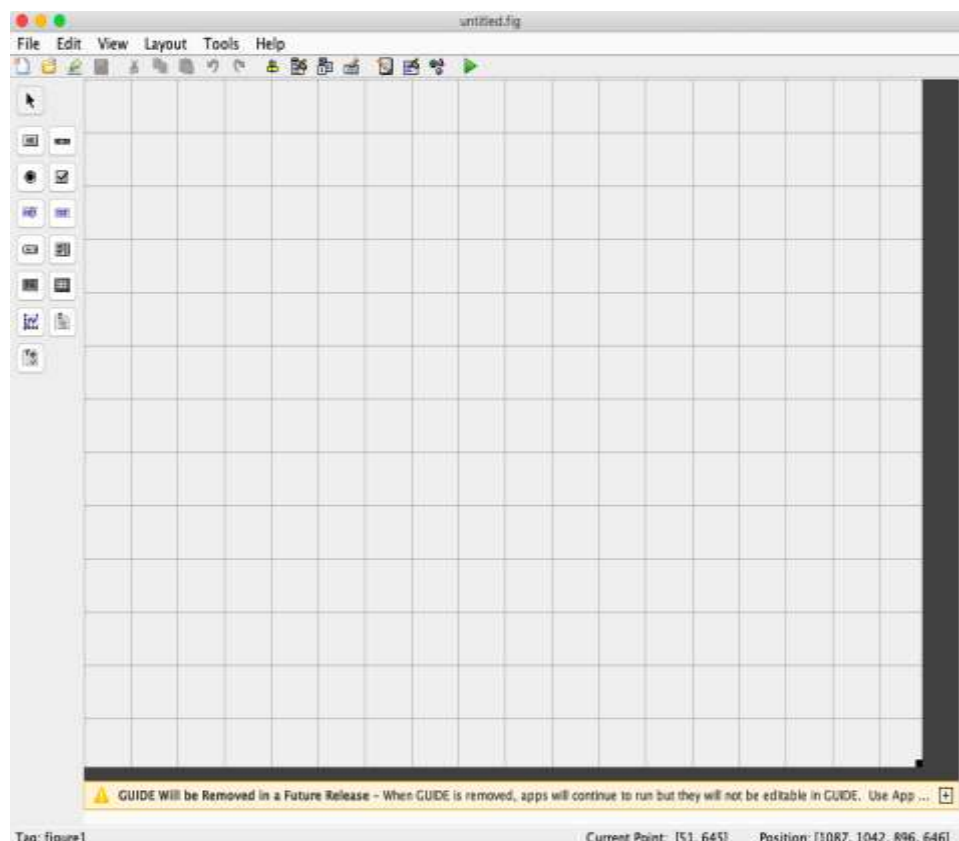 untitled.fig
File Edit View Layout Tools Help
GUIDE Will be Removed in a Future Release - When GUIDE is removed, apps will continue to run but they will not be editable in GUIDE. Use App ...
Tag: figure1 Current Point: [51, 645] Position: [1087, 1042, 896, 646]